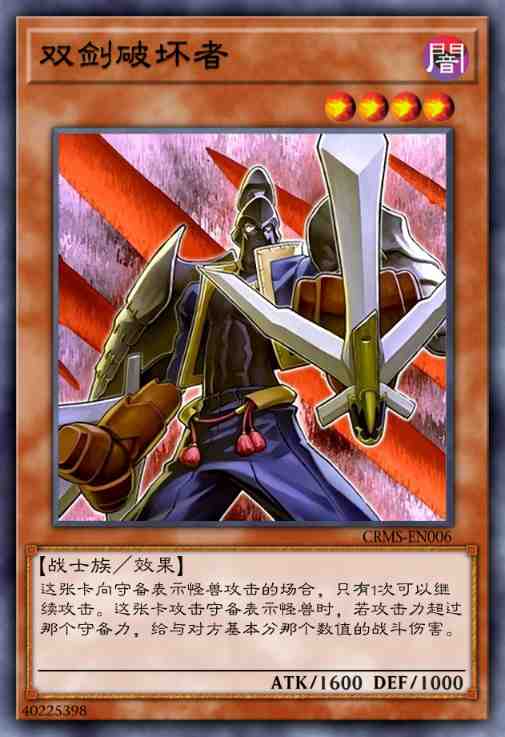 双剑破坏者
闇
CRMS-EN006
【战士族／效果】
这张卡向守备表示怪兽攻击的场合，只有1次可以继
续攻击。这张卡攻击守备表示怪兽时，若攻击力超过
那个守备力，给与对方基本分那个数值的战斗伤害。
ATK/1600 DEF/1000
40225398